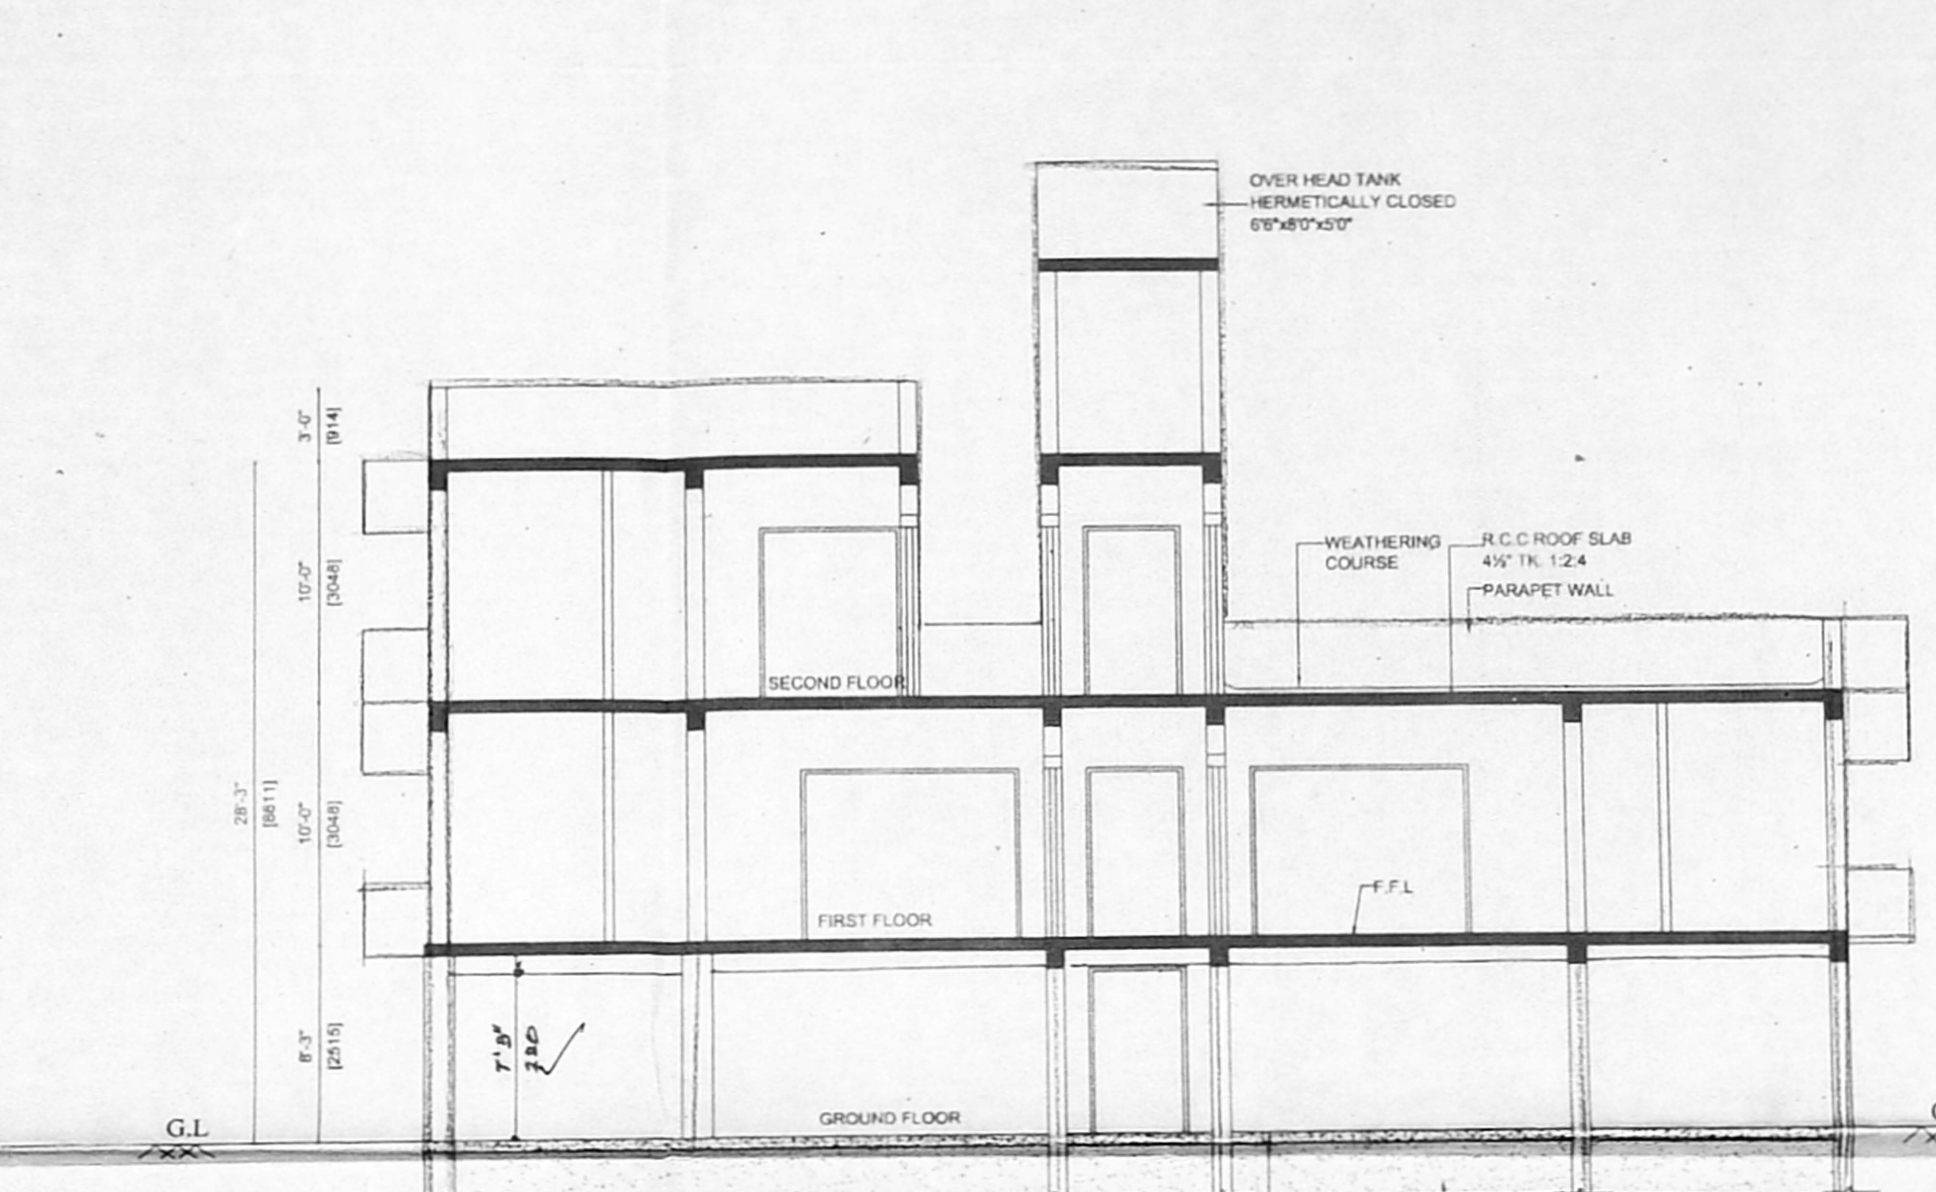 OVER HEAD TANK
HERMETICALLY CLOSED
6'6"x8'0"x5'0"
3'-0"
[914]
WEATHERING
COURSE
R.C.C ROOF SLAB
4½" TK. 1:2:4
PARAPET WALL
10'-0"
[3048]
SECOND FLOOR
28'-3"
[8611]
10'-0"
[3048]
F.F.L
FIRST FLOOR
8'-3"
[2515]
GROUND FLOOR
G.L